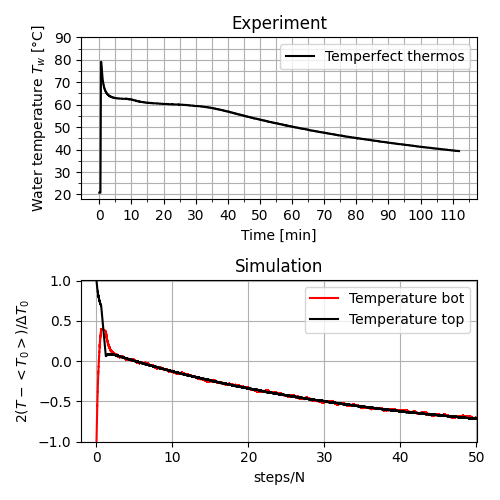 Experiment
Water temperature T_w [°C]
90
80
70
60
50
40
30
20
Temperfect thermos
0 10 20 30 40 50 60 70 80 90 100 110
Time [min]
Simulation
2(T − <T_0>)/ΔT_0
1.0
0.5
0.0
−0.5
−1.0
Temperature bot
Temperature top
0 10 20 30 40 50
steps/N